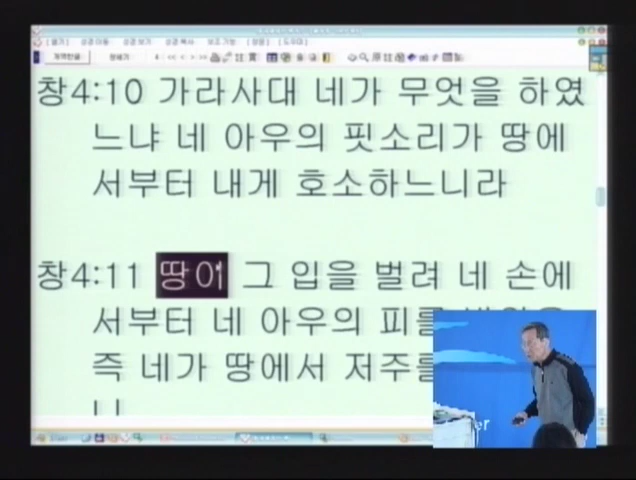 창4:10 가라사대 네가 무엇을 하였
느냐 네 아우의 핏소리가 땅에
서부터 내게 호소하느니라
창4:11 땅이 그 입을 벌려 네 손에
서부터 네 아우의 피를
즉 네가 땅에서 저주를
니
er